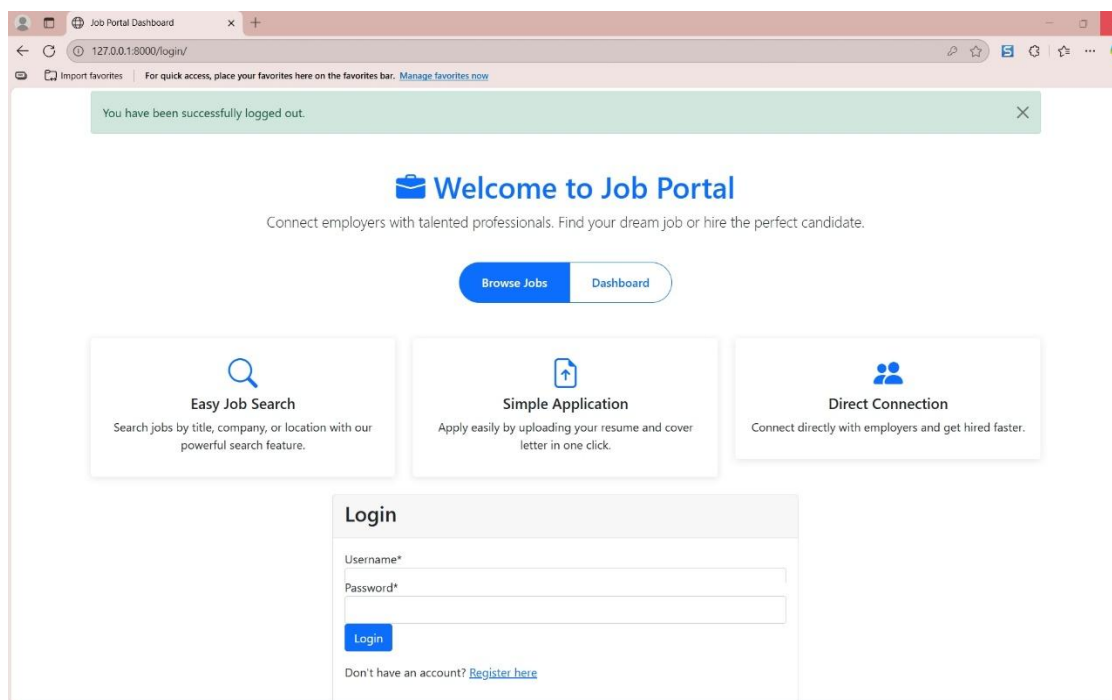 Job Portal Dashboard
127.0.0.1:8000/login/
Import favorites For quick access, place your favorites here on the favorites bar. Manage favorites now
You have been successfully logged out.
Welcome to Job Portal
Connect employers with talented professionals. Find your dream job or hire the perfect candidate.
Browse Jobs Dashboard
Easy Job Search
Search jobs by title, company, or location with our
powerful search feature.
Simple Application
Apply easily by uploading your resume and cover
letter in one click.
Direct Connection
Connect directly with employers and get hired faster.
Login
Username*
Password*
Login
Don't have an account? Register here